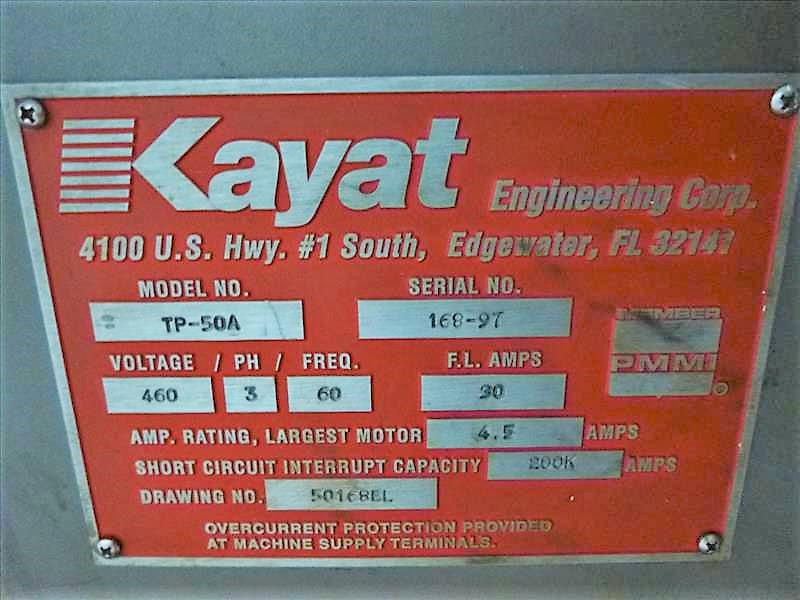 Kayat Engineering Corp.
4100 U.S. Hwy. #1 South, Edgewater, FL 32141
MODEL NO. SERIAL NO.
TP-50A 168-97
MEMBER
PMMI
VOLTAGE / PH / FREQ. F.L. AMPS
460 3 60 30
AMP. RATING, LARGEST MOTOR 4.5 AMPS
SHORT CIRCUIT INTERRUPT CAPACITY 200K AMPS
DRAWING NO. 50168EL
OVERCURRENT PROTECTION PROVIDED
AT MACHINE SUPPLY TERMINALS.